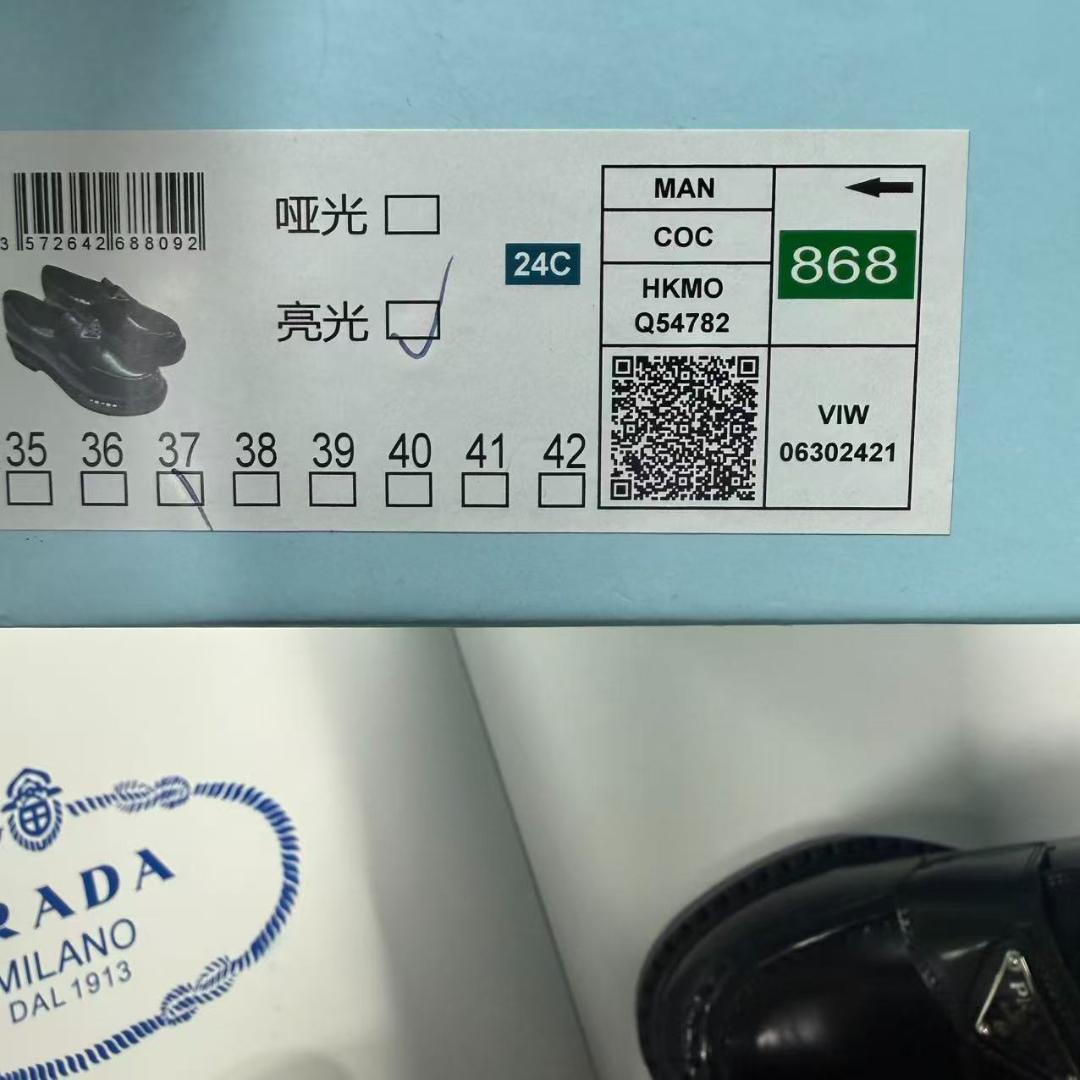 3 572642 688092
哑光
亮光
24C
35 36 37 38 39 40 41 42
MAN
COC
HKMO
Q54782
868
VIW
06302421
RADA
MILANO
DAL 1913